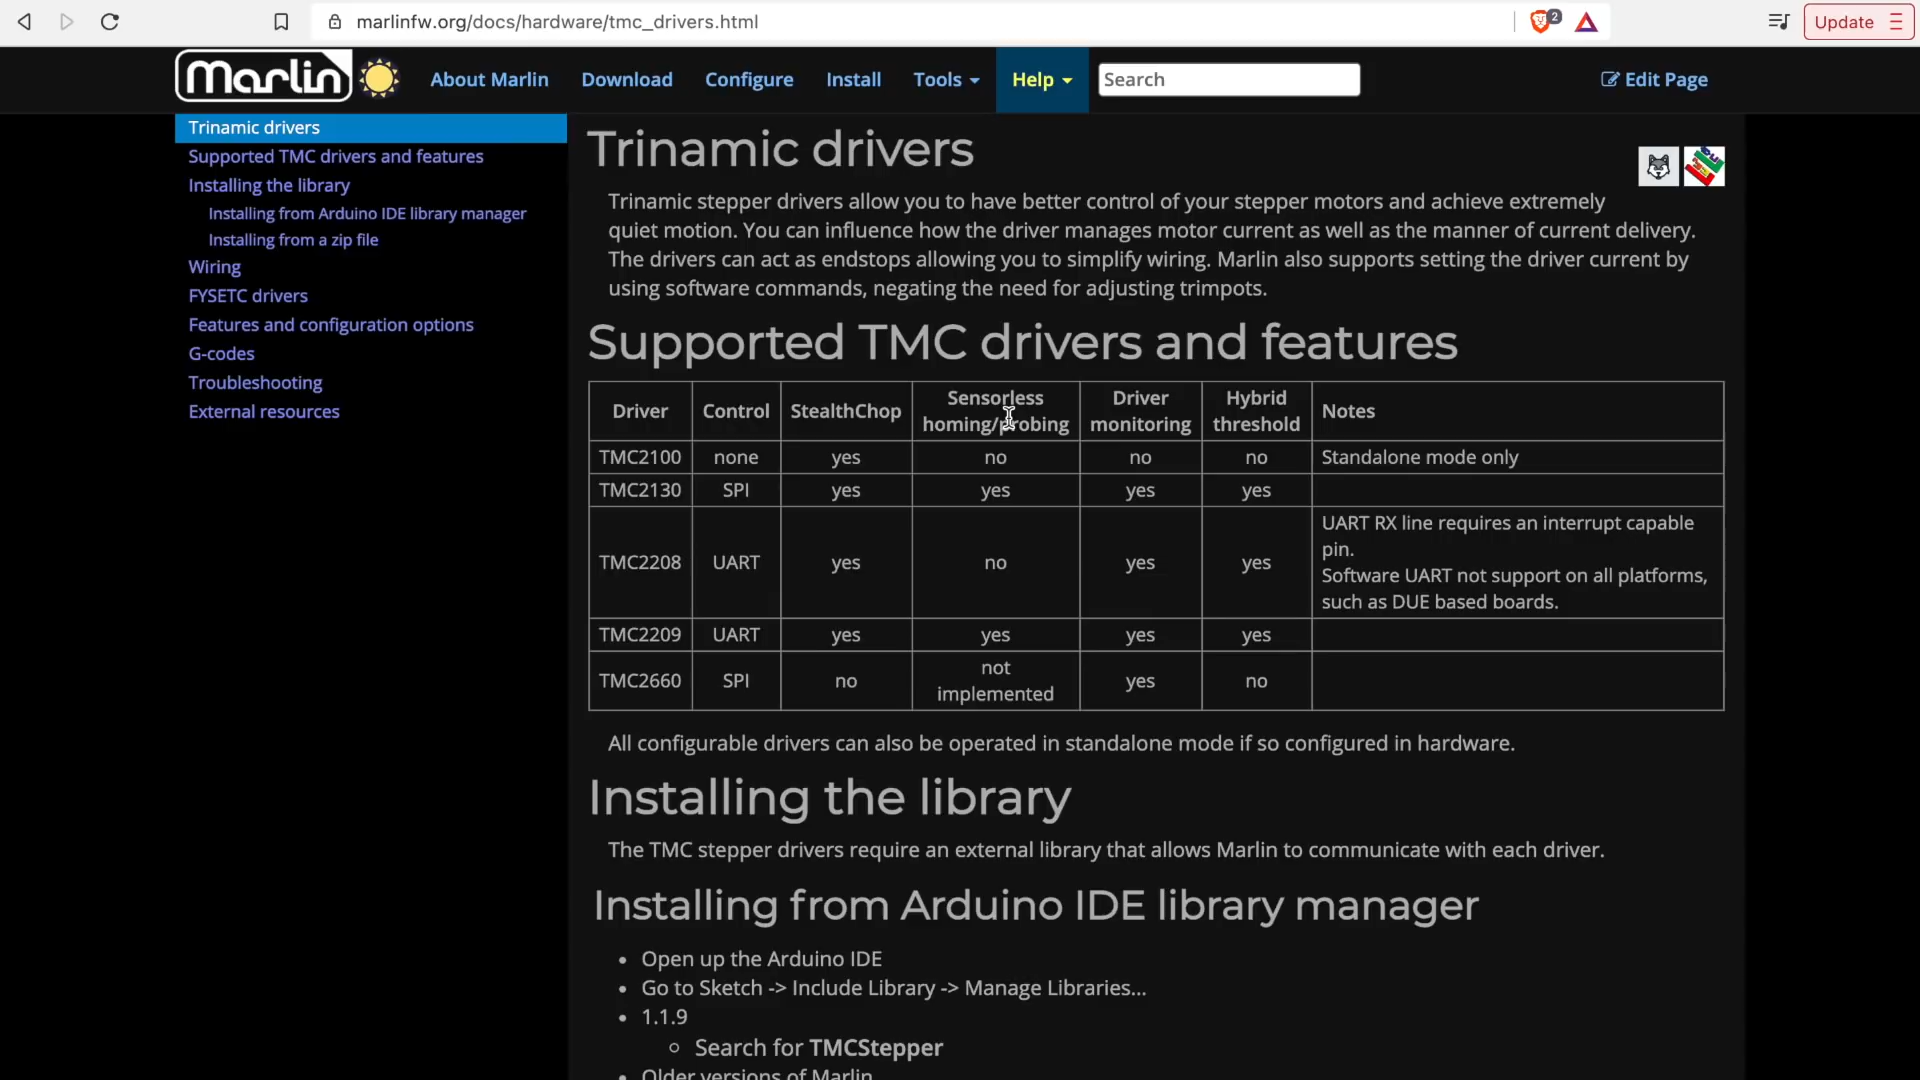 marlinfw.org/docs/hardware/tmc_drivers.html
2
Update
Marlin
About Marlin
Download
Configure
Install
Tools
Help
Search
Edit Page
Trinamic drivers
Supported TMC drivers and features
Installing the library
Installing from Arduino IDE library manager
Installing from a zip file
Wiring
FYSETC drivers
Features and configuration options
G-codes
Troubleshooting
External resources
Trinamic drivers
Trinamic stepper drivers allow you to have better control of your stepper motors and achieve extremely
quiet motion. You can influence how the driver manages motor current as well as the manner of current delivery.
The drivers can act as endstops allowing you to simplify wiring. Marlin also supports setting the driver current by
using software commands, negating the need for adjusting trimpots.
Supported TMC drivers and features
Driver Control StealthChop Sensorless homing/probing Driver monitoring Hybrid threshold Notes
TMC2100 none yes no no no Standalone mode only
TMC2130 SPI yes yes yes yes
TMC2208 UART yes no yes yes UART RX line requires an interrupt capable
pin.
Software UART not support on all platforms,
such as DUE based boards.
TMC2209 UART yes yes yes yes
TMC2660 SPI no not implemented yes no
All configurable drivers can also be operated in standalone mode if so configured in hardware.
Installing the library
The TMC stepper drivers require an external library that allows Marlin to communicate with each driver.
Installing from Arduino IDE library manager
Open up the Arduino IDE
Go to Sketch -> Include Library -> Manage Libraries...
1.1.9
Search for TMCStepper
Older versions of Marlin